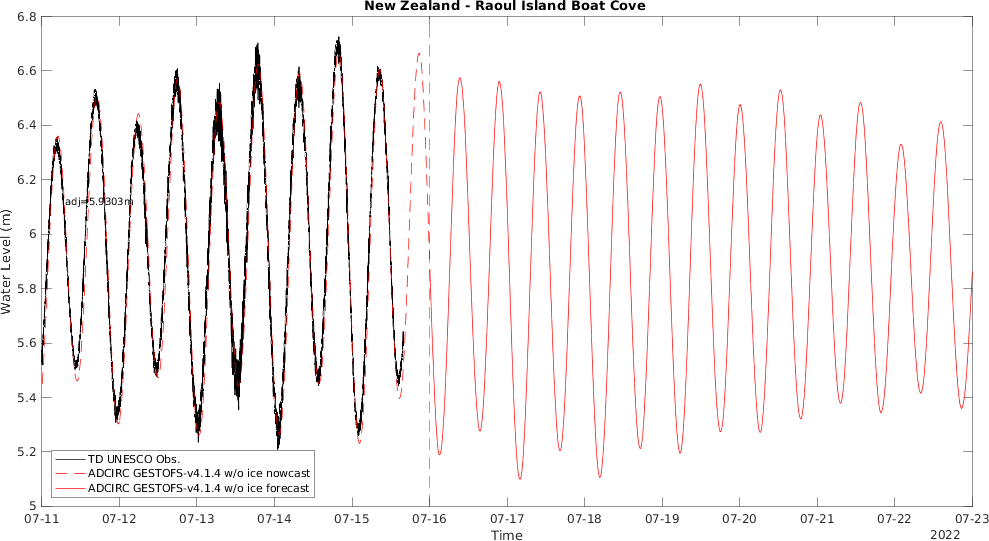 New Zealand - Raoul Island Boat Cove
6.8
6.6
6.4
6.2
6
5.8
5.6
5.4
5.2
5
Water Level (m)
adj=5.9303m
TD UNESCO Obs.
ADCIRC GESTOFS-v4.1.4 w/o ice nowcast
ADCIRC GESTOFS-v4.1.4 w/o ice forecast
07-11 07-12 07-13 07-14 07-15 07-16 07-17 07-18 07-19 07-20 07-21 07-22 07-23
Time
2022